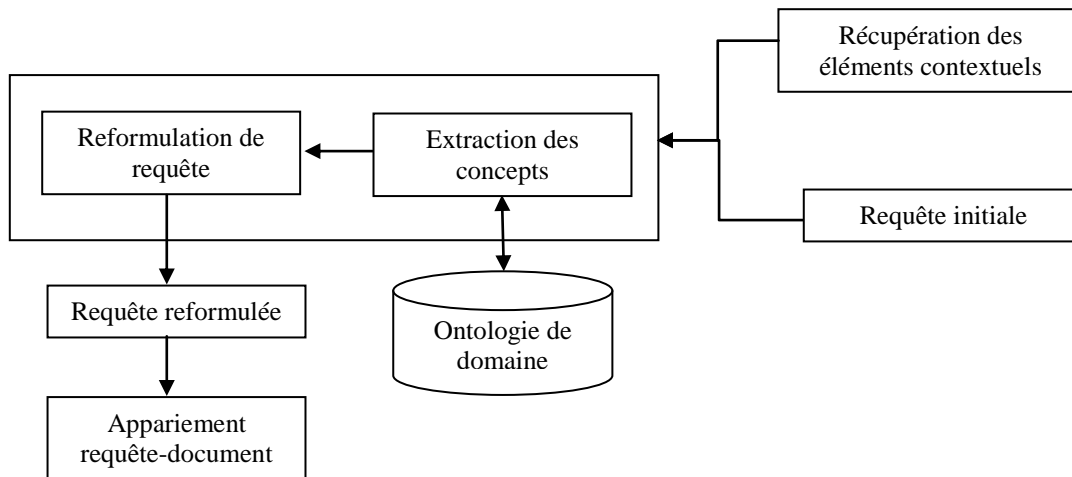 Récupération des
éléments contextuels
Reformulation de
requête
Extraction des
concepts
Requête initiale
Requête reformulée
Ontologie de
domaine
Appariement
requête-document